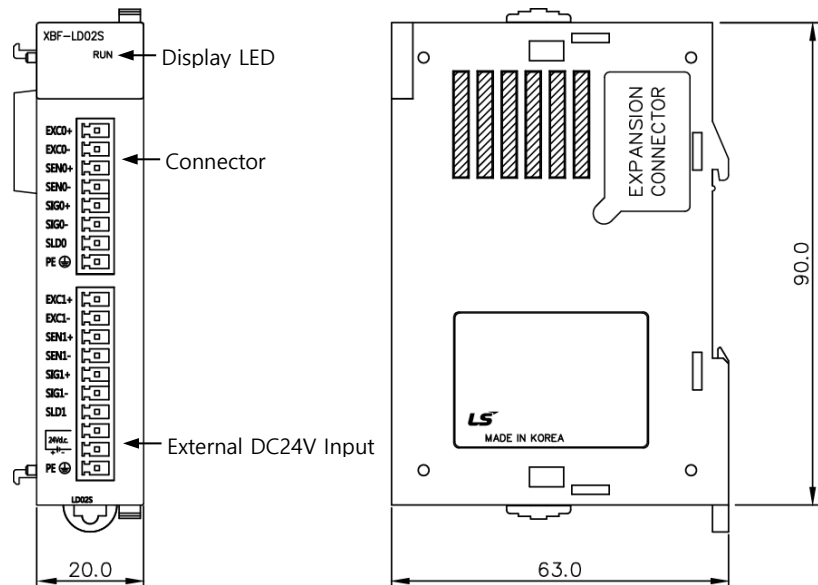 XBF-LD02S
RUN
Display LED
EXC0+
EXC0-
SEN0+
SEN0-
SIG0+
SIG0-
SLD0
PE
Connector
EXC1+
EXC1-
SEN1+
SEN1-
SIG1+
SIG1-
SLD1
24Vd.c.
+ -
PE
External DC24V Input
LD02S
20.0
EXPANSION
CONNECTOR
LS
MADE IN KOREA
90.0
63.0